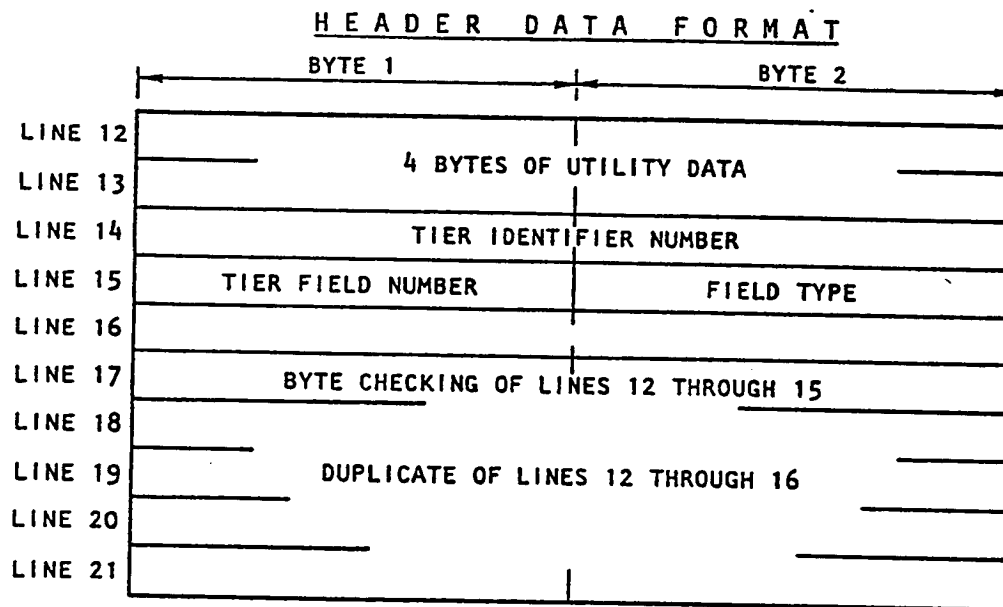 HEADER DATA FORMAT
BYTE 1 BYTE 2
LINE 12
4 BYTES OF UTILITY DATA
LINE 13
LINE 14 TIER IDENTIFIER NUMBER
LINE 15 TIER FIELD NUMBER FIELD TYPE
LINE 16
LINE 17 BYTE CHECKING OF LINES 12 THROUGH 15
LINE 18
LINE 19 DUPLICATE OF LINES 12 THROUGH 16
LINE 20
LINE 21